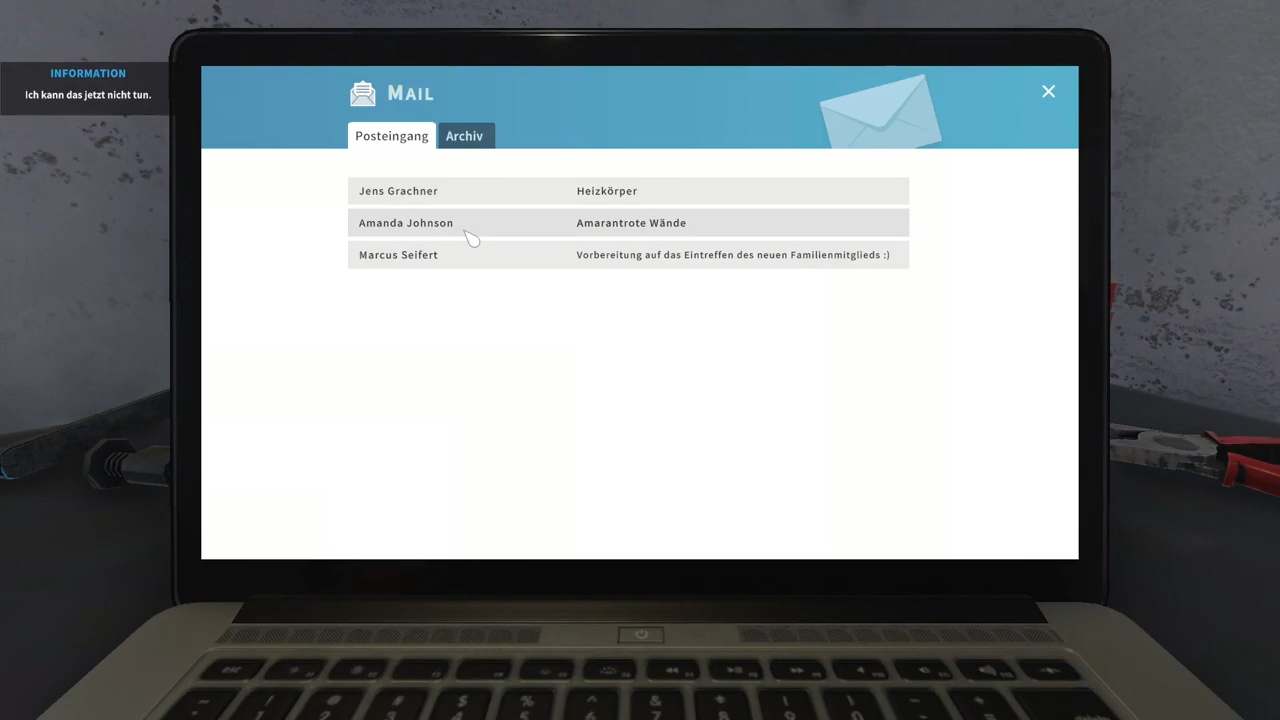 INFORMATION
Ich kann das jetzt nicht tun.
MAIL
Posteingang Archiv
Jens Grachner Heizkörper
Amanda Johnson Amarantrote Wände
Marcus Seifert Vorbereitung auf das Eintreffen des neuen Familienmitglieds :)